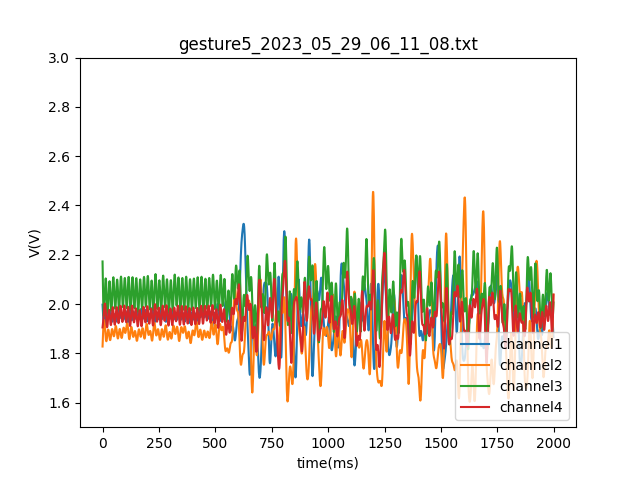 gesture5_2023_05_29_06_11_08.txt
3.0
2.8
2.6
2.4
2.2
2.0
1.8
1.6
V(V)
channel1
channel2
channel3
channel4
0 250 500 750 1000 1250 1500 1750 2000
time(ms)